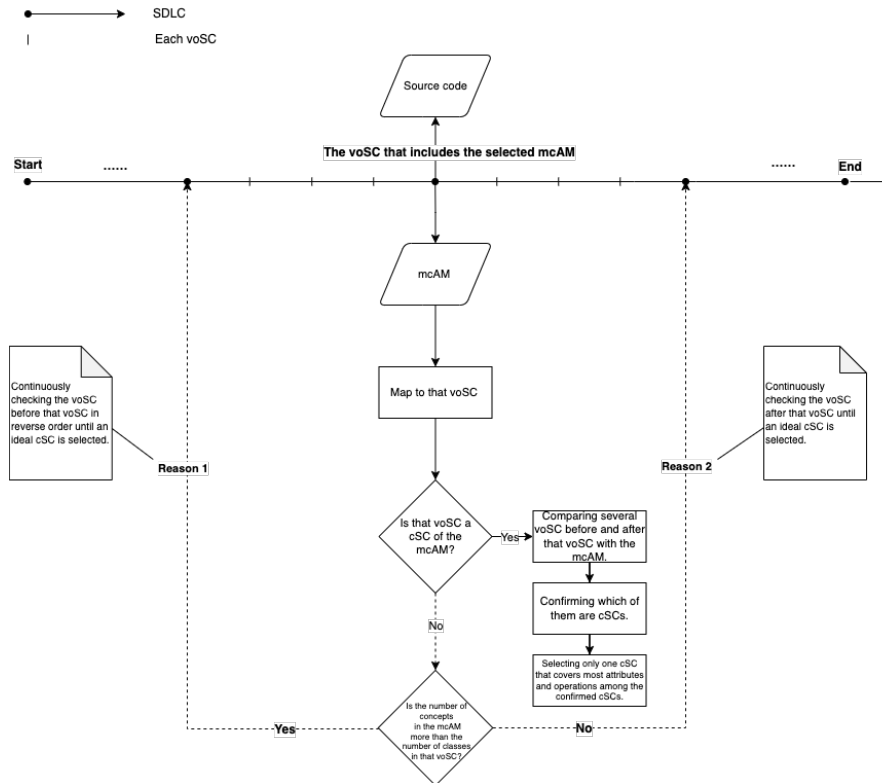 SDLC
Each voSC
Source code
The voSC that includes the selected mcAM
Start
......
......
End
mcAM
Map to that voSC
Continuously
checking the voSC
before that voSC in
reverse order until an
ideal cSC is selected.
Reason 1
Continuously
checking the voSC
after that voSC until
an ideal cSC is
selected.
Reason 2
Is that voSC a
cSC of the
mcAM?
Yes
Comparing several
voSC before and after
that voSC with the
mcAM.
Confirming which of
them are cSCs.
Selecting only one cSC
that covers most attributes
and operations among the
confirmed cSCs.
No
Is the number of
concepts
in the mcAM
more than the
number of classes
in that voSC?
Yes
No